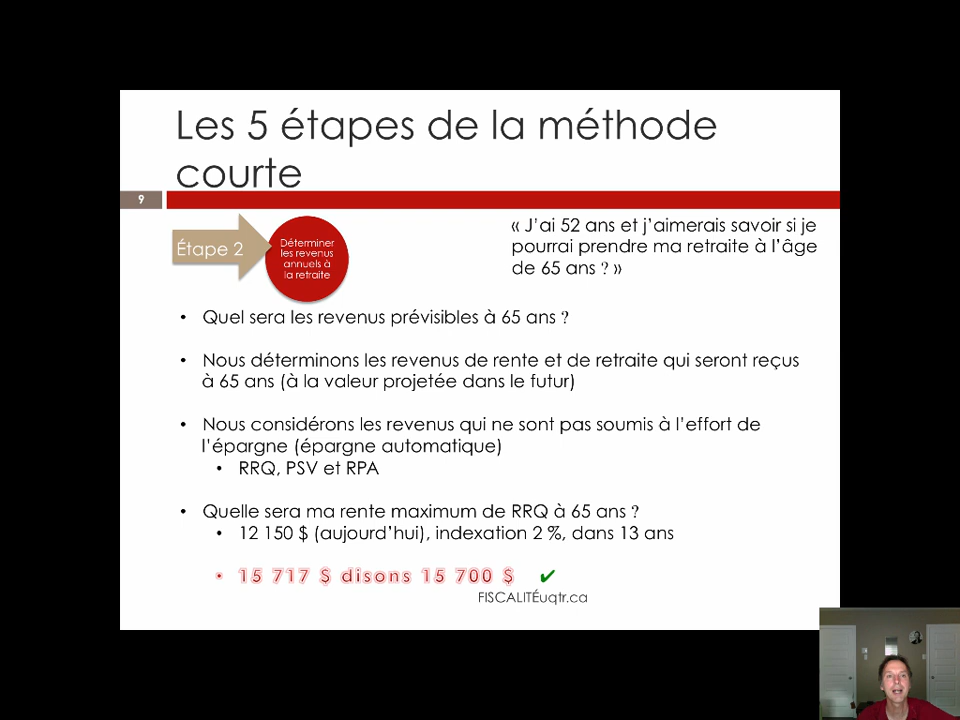 Les 5 étapes de la méthode
courte
9
Étape 2
Déterminer
les revenus
annuels à
la retraite
« J’ai 52 ans et j’aimerais savoir si je
pourrai prendre ma retraite à l’âge
de 65 ans ? »
• Quel sera les revenus prévisibles à 65 ans ?
• Nous déterminons les revenus de rente et de retraite qui seront reçus
à 65 ans (à la valeur projetée dans le futur)
• Nous considérons les revenus qui ne sont pas soumis à l’effort de
l’épargne (épargne automatique)
• RRQ, PSV et RPA
• Quelle sera ma rente maximum de RRQ à 65 ans ?
• 12 150 $ (aujourd’hui), indexation 2 %, dans 13 ans
• 15 717 $ disons 15 700 $ ✔
FISCALITÉuqtr.ca